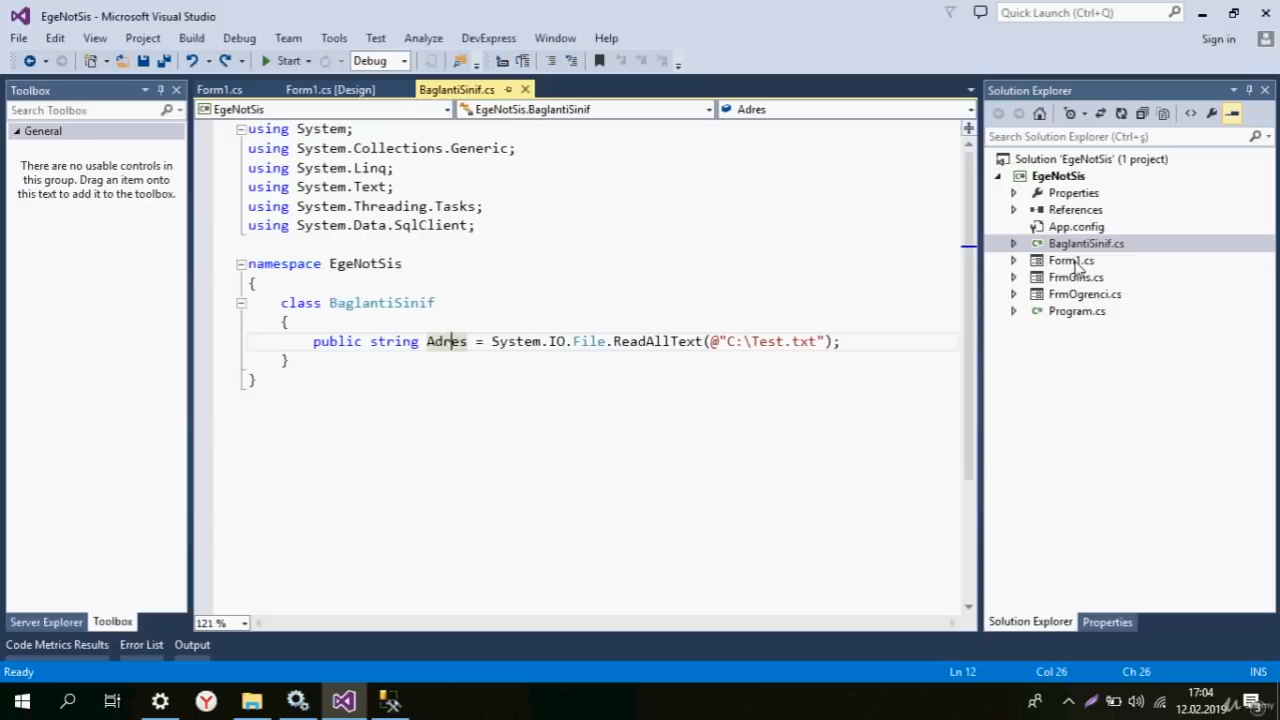 EgeNotSis - Microsoft Visual Studio
Quick Launch (Ctrl+Q)
File Edit View Project Build Debug Team Tools Test Analyze DevExpress Window Help
Sign in
Start Debug
Toolbox
Search Toolbox
General
There are no usable controls in
this group. Drag an item onto
this text to add it to the toolbox.
Form1.cs Form1.cs [Design] BaglantiSinif.cs
EgeNotSis EgeNotSis.BaglantiSinif Adres
using System;
using System.Collections.Generic;
using System.Linq;
using System.Text;
using System.Threading.Tasks;
using System.Data.SqlClient;
namespace EgeNotSis
{
class BaglantiSinif
{
public string Adres = System.IO.File.ReadAllText(@"C:\Test.txt");
}
}
121 %
Solution Explorer
Search Solution Explorer (Ctrl+ş)
Solution 'EgeNotSis' (1 project)
EgeNotSis
Properties
References
App.config
BaglantiSinif.cs
Form1.cs
FrmGiris.cs
FrmOgrenci.cs
Program.cs
Server Explorer Toolbox
Solution Explorer Properties
Code Metrics Results Error List Output
Ready Ln 12 Col 26 Ch 26 INS
17:04
12.02.2019